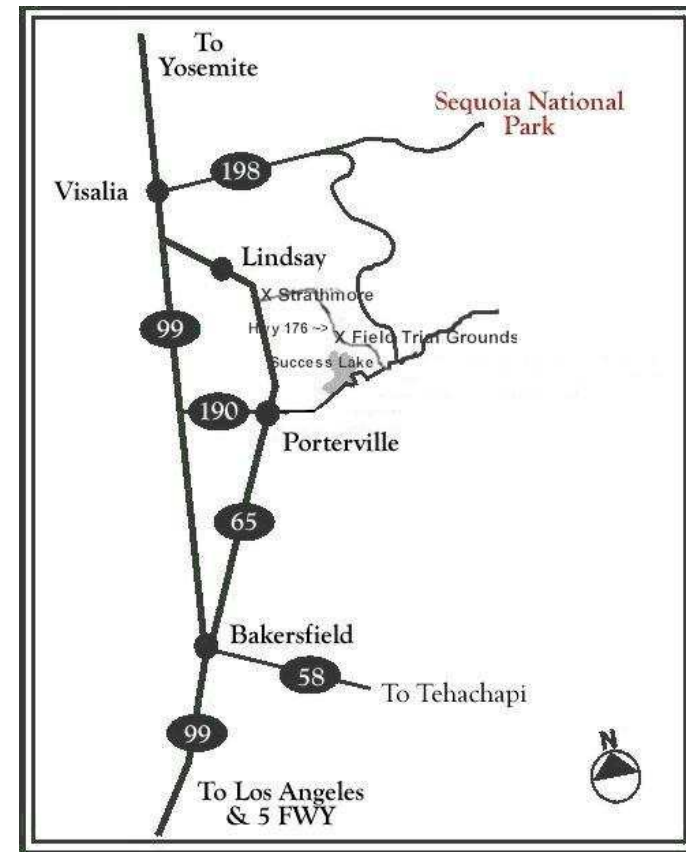 To
Yosemite
Sequoia National
Park
198
Visalia
Lindsay
X Strathmore
99
Hwy 176 ~>
X Field Trial Grounds
Success Lake
190
Porterville
65
Bakersfield
58
To Tehachapi
99
N
To Los Angeles
& 5 FWY